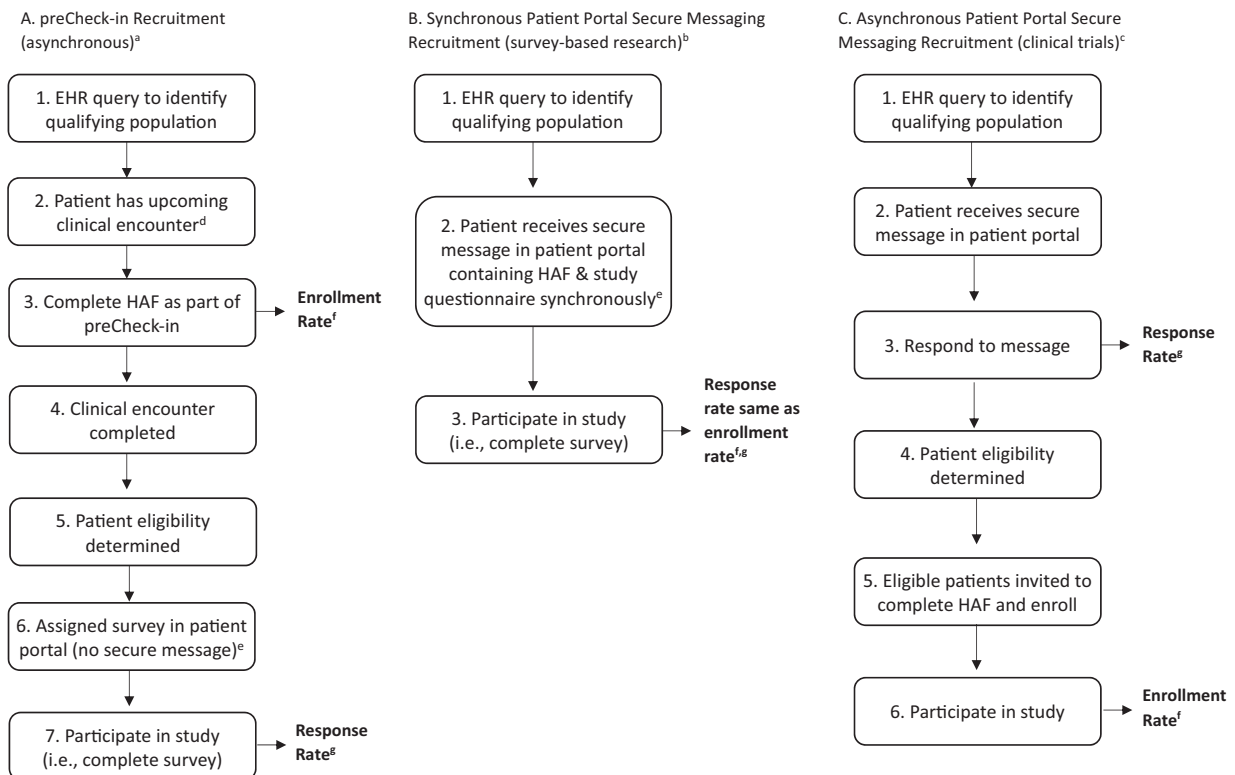 A. preCheck-in Recruitment
(asynchronous)ᵃ
1. EHR query to identify
qualifying population
2. Patient has upcoming
clinical encounterᵈ
3. Complete HAF as part of
preCheck-in
Enrollment
Rateᶠ
4. Clinical encounter
completed
5. Patient eligibility
determined
6. Assigned survey in patient
portal (no secure message)ᵉ
7. Participate in study
(i.e., complete survey)
Response
Rateᵍ
B. Synchronous Patient Portal Secure Messaging
Recruitment (survey-based research)ᵇ
1. EHR query to identify
qualifying population
2. Patient receives secure
message in patient portal
containing HAF & study
questionnaire synchronouslyᵉ
3. Participate in study
(i.e., complete survey)
Response
rate same as
enrollment
rateᶠ,ᵍ
C. Asynchronous Patient Portal Secure
Messaging Recruitment (clinical trials)ᶜ
1. EHR query to identify
qualifying population
2. Patient receives secure
message in patient portal
3. Respond to message
Response
Rateᵍ
4. Patient eligibility
determined
5. Eligible patients invited to
complete HAF and enroll
6. Participate in study
Enrollment
Rateᶠ